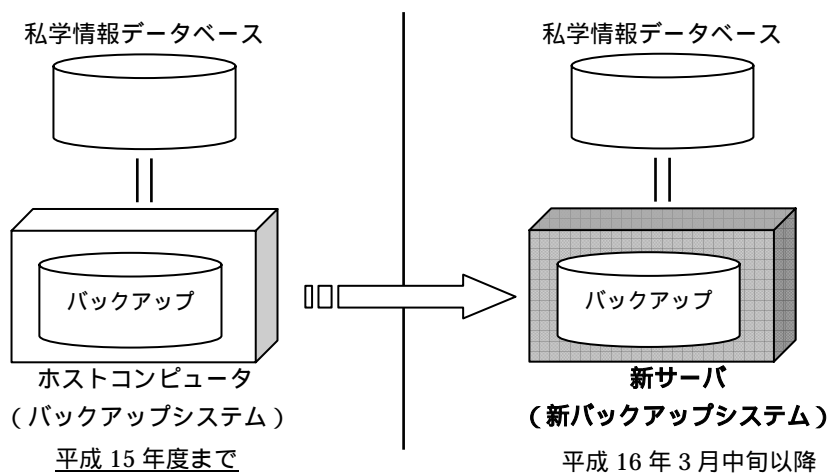 私学情報データベース
バックアップ
ホストコンピュータ
(バックアップシステム)
平成 15 年度まで
私学情報データベース
バックアップ
新サーバ
(新バックアップシステム)
平成 16 年 3 月中旬以降